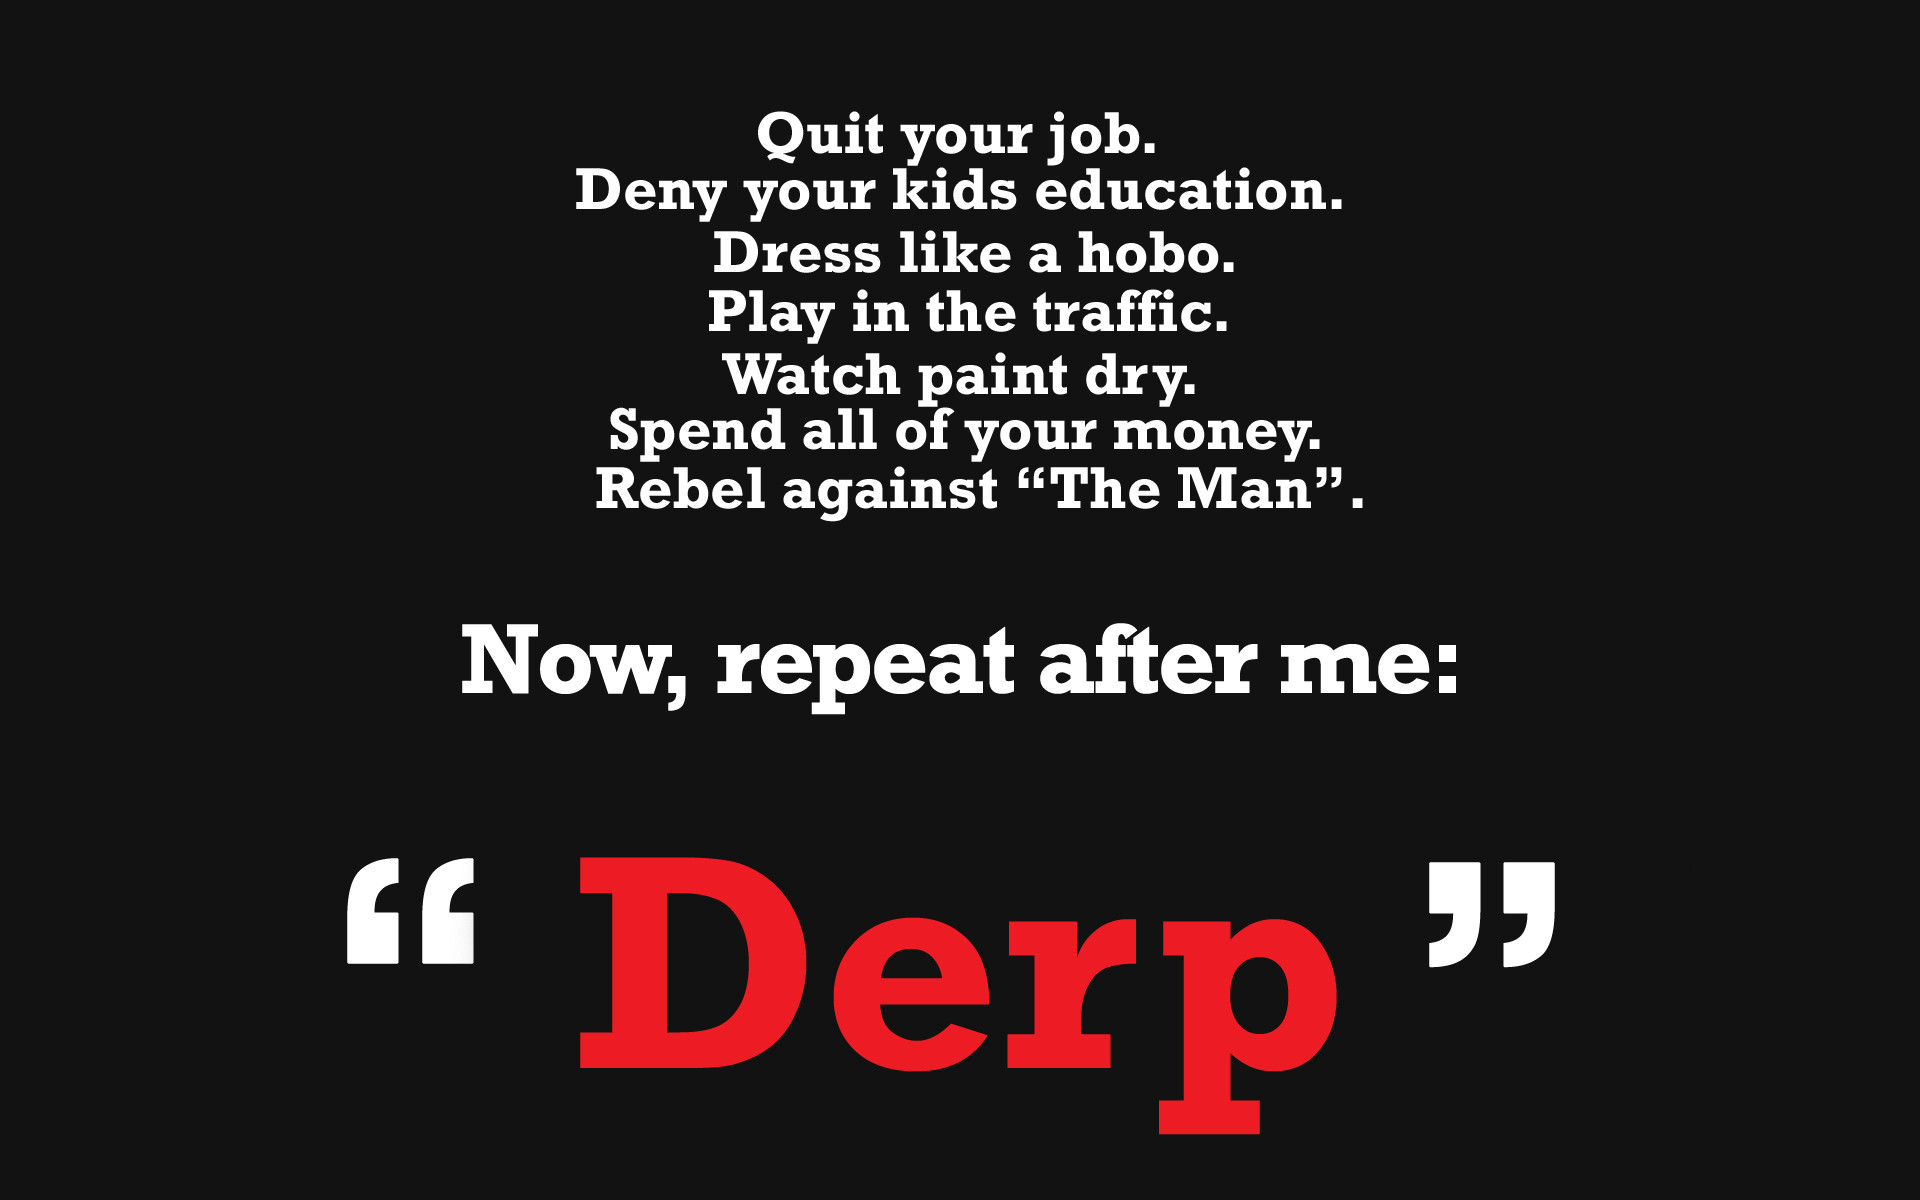 Quit your job.
Deny your kids education.
Dress like a hobo.
Play in the traffic.
Watch paint dry.
Spend all of your money.
Rebel against “The Man”.
Now, repeat after me:
“ Derp ”